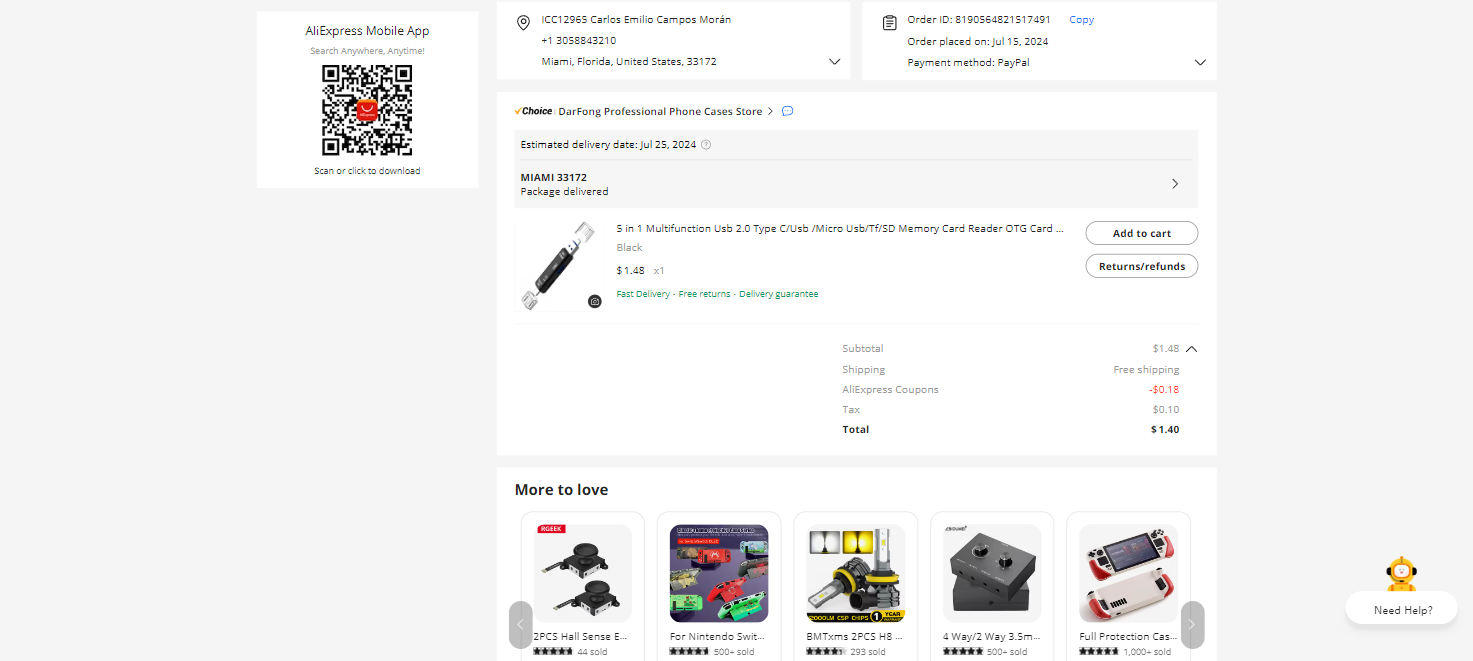 AliExpress Mobile App
Search Anywhere, Anytime!
Scan or click to download
ICC12965 Carlos Emilio Campos Morán
+1 3058843210
Miami, Florida, United States, 33172
Order ID: 8190564821517491 Copy
Order placed on: Jul 15, 2024
Payment method: PayPal
Choice DarFong Professional Phone Cases Store
Estimated delivery date: Jul 25, 2024
MIAMI 33172
Package delivered
5 in 1 Multifunction Usb 2.0 Type C/Usb /Micro Usb/Tf/SD Memory Card Reader OTG Card ...
Black
$1.48 x1
Fast Delivery · Free returns · Delivery guarantee
Add to cart
Returns/refunds
Subtotal $1.48
Shipping Free shipping
AliExpress Coupons -$0.18
Tax $0.10
Total $1.40
More to love
RGEEK
2PCS Hall Sense E...
44 sold
For Nintendo Swit...
500+ sold
2000LM CSP CHIPS 1 YEAR
BMTxms 2PCS H8 ...
293 sold
4 Way/2 Way 3.5m...
500+ sold
Full Protection Cas...
1,000+ sold
Need Help?